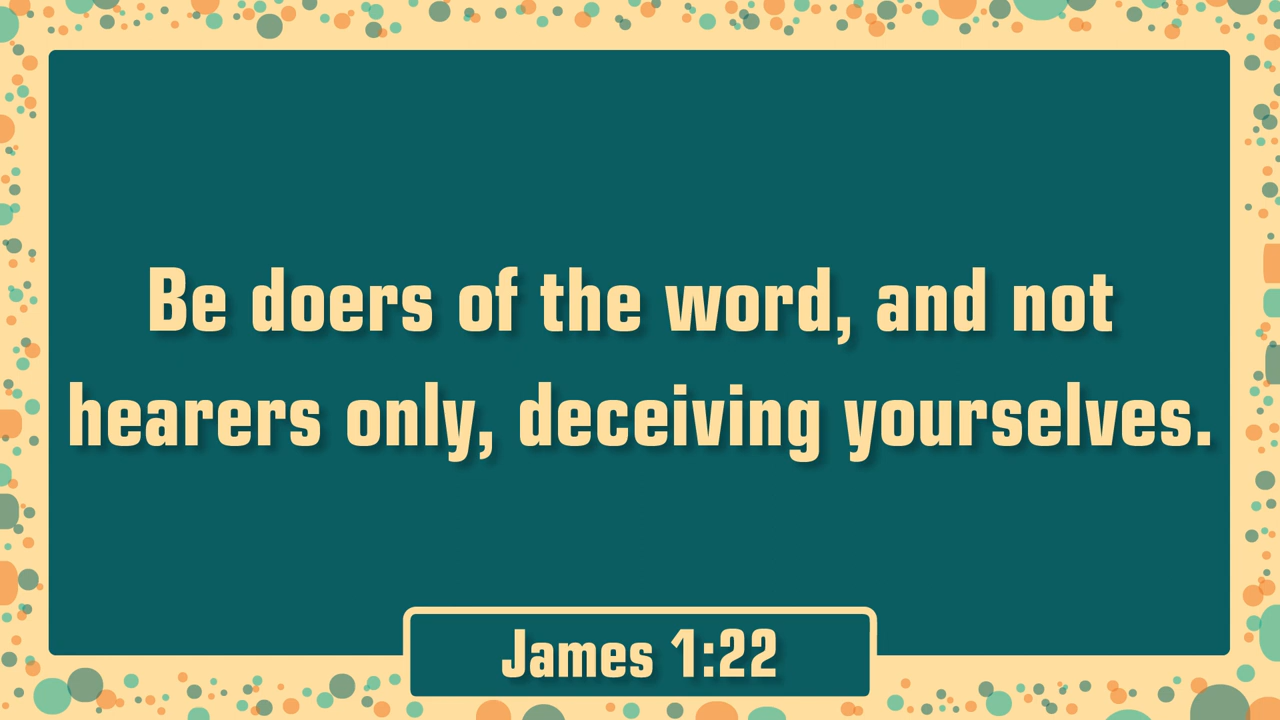 Be doers of the word, and not
hearers only, deceiving yourselves.
James 1:22